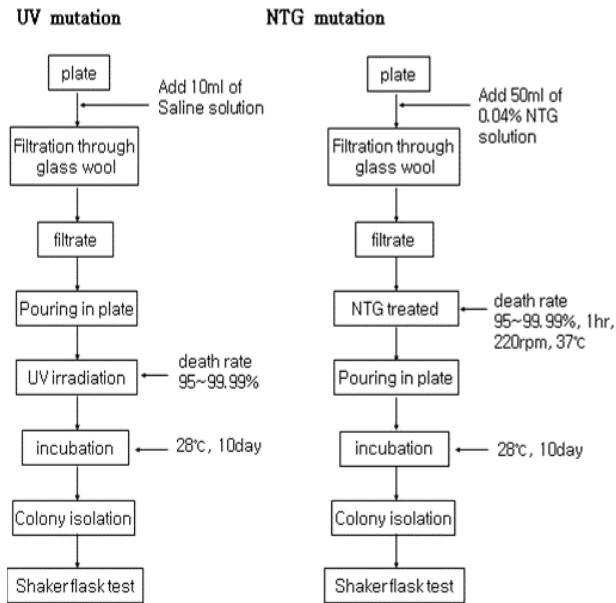 UV mutation
plate
Add 10ml of
Saline solution
Filtration through
glass wool
filtrate
Pouring in plate
UV irradiation
death rate
95~99.99%
incubation
28℃, 10day
Colony isolation
Shaker flask test
NTG mutation
plate
Add 50ml of
0.04% NTG
solution
Filtration through
glass wool
filtrate
NTG treated
death rate
95~99.99%, 1hr,
220rpm, 37℃
Pouring in plate
incubation
28℃, 10day
Colony isolation
Shaker flask test